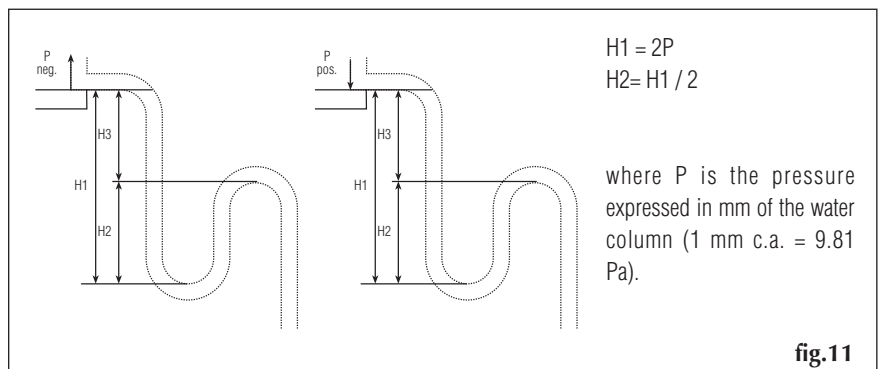 P
neg.
H3
H1
H2
P
pos.
H3
H1
H2
H1 = 2P
H2= H1 / 2
where P is the pressure
expressed in mm of the water
column (1 mm c.a. = 9.81
Pa).
fig.11